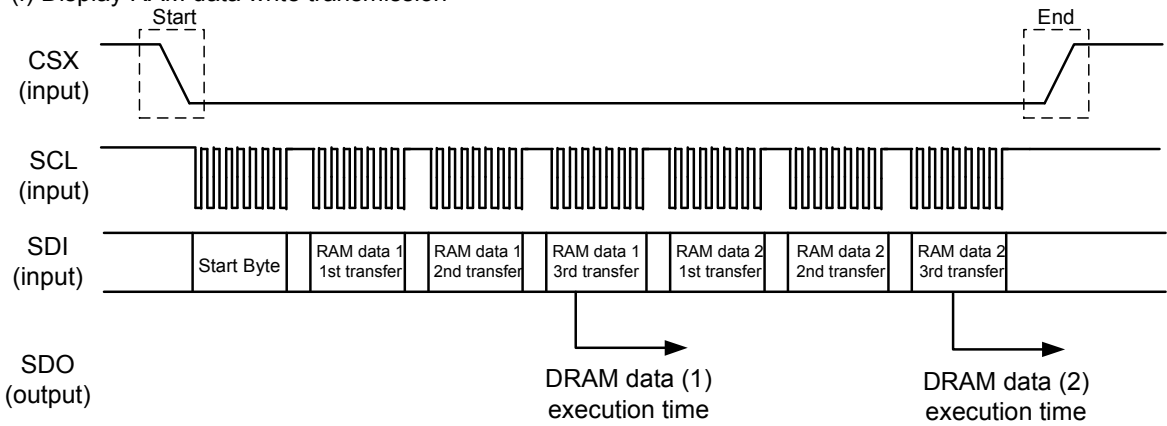 Display RAM data write transmission
Start
End
CSX
(input)
SCL
(input)
SDI
(input)
Start Byte
RAM data 1
1st transfer
RAM data 1
2nd transfer
RAM data 1
3rd transfer
RAM data 2
1st transfer
RAM data 2
2nd transfer
RAM data 2
3rd transfer
SDO
(output)
DRAM data (1)
execution time
DRAM data (2)
execution time